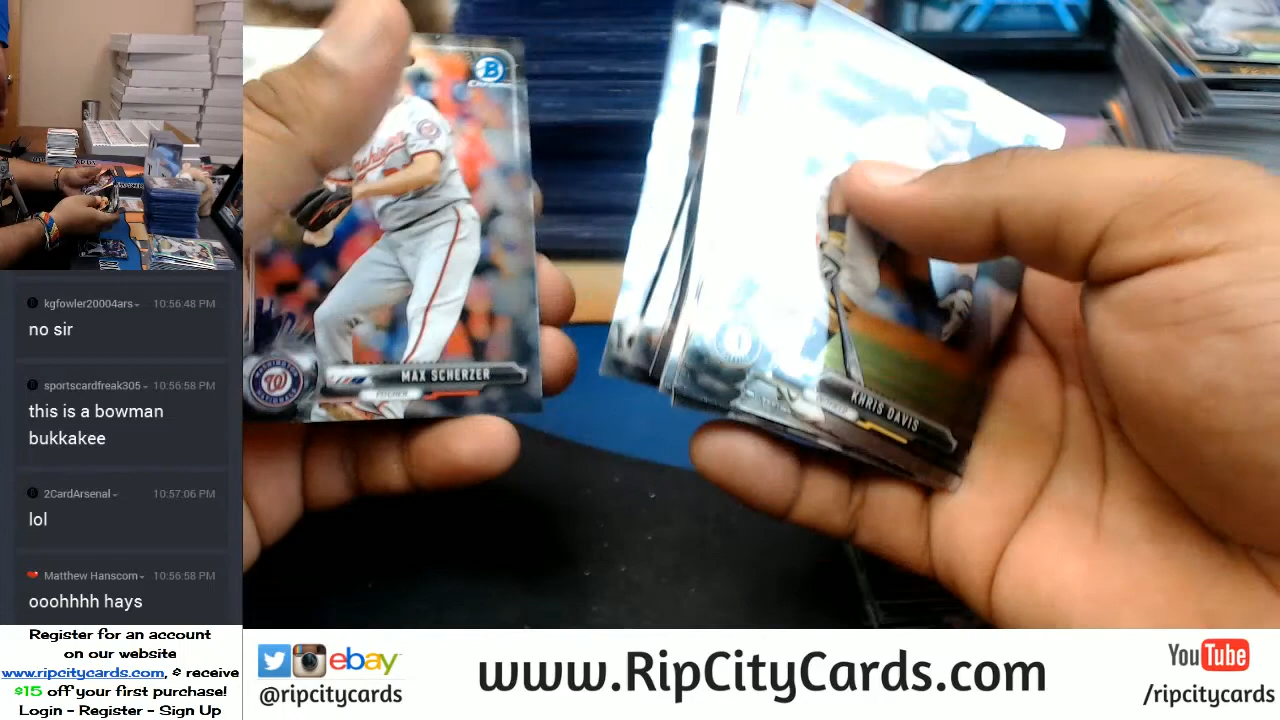 kgfowler20004ars 10:56:48 PM
no sir
sportscardfreak305 10:56:58 PM
this is a bowman
bukkakee
2CardArsenal 10:57:06 PM
lol
Matthew Hanscom 10:56:58 PM
ooohhhh hays
Register for an account
on our website
www.ripcitycards.com, & receive
$15 off your first purchase!
Login - Register - Sign Up
B
Chrome
MAX SCHERZER
PITCHER
KHRIS DAVIS
ebay
@ripcitycards
www.RipCityCards.com
YouTube
/ripcitycards